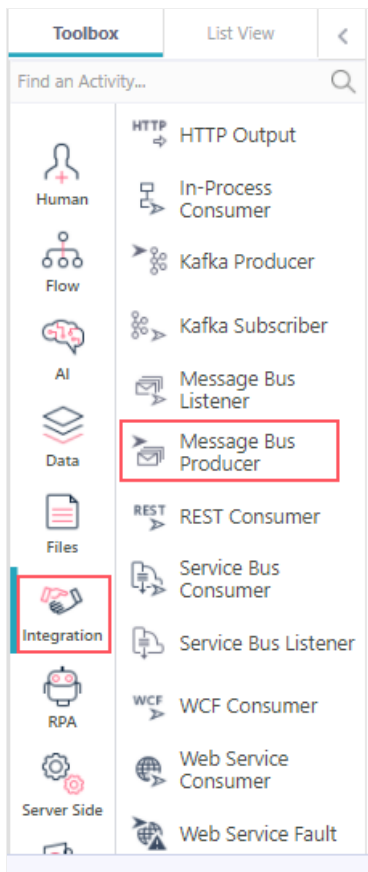 Toolbox
List View
Find an Activity...
Human
Flow
AI
Data
Files
Integration
RPA
Server Side
HTTP
HTTP Output
In-Process
Consumer
Kafka Producer
Kafka Subscriber
Message Bus
Listener
Message Bus
Producer
REST
REST Consumer
Service Bus
Consumer
Service Bus Listener
WCF
WCF Consumer
Web Service
Consumer
Web Service Fault